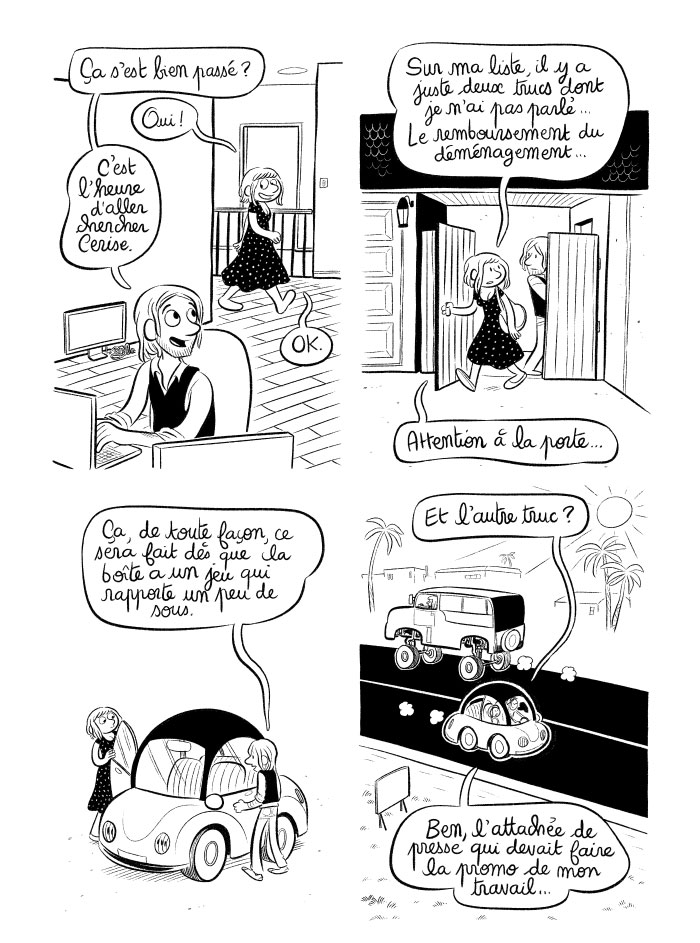 Ça s'est bien passé ?
Oui !
C'est
l'heure
d'aller
chercher
Cerise.
OK.
Sur ma liste, il y a
juste deux trucs dont
je n'ai pas parlé...
Le remboursement du
déménagement...
Attention à la porte...
Ça, de toute façon, ce
sera fait dès que la
boîte a un jeu qui
rapporte un peu de
sous.
Et l'autre truc ?
Ben, l'attachée de
presse qui devait faire
la promo de mon
travail...